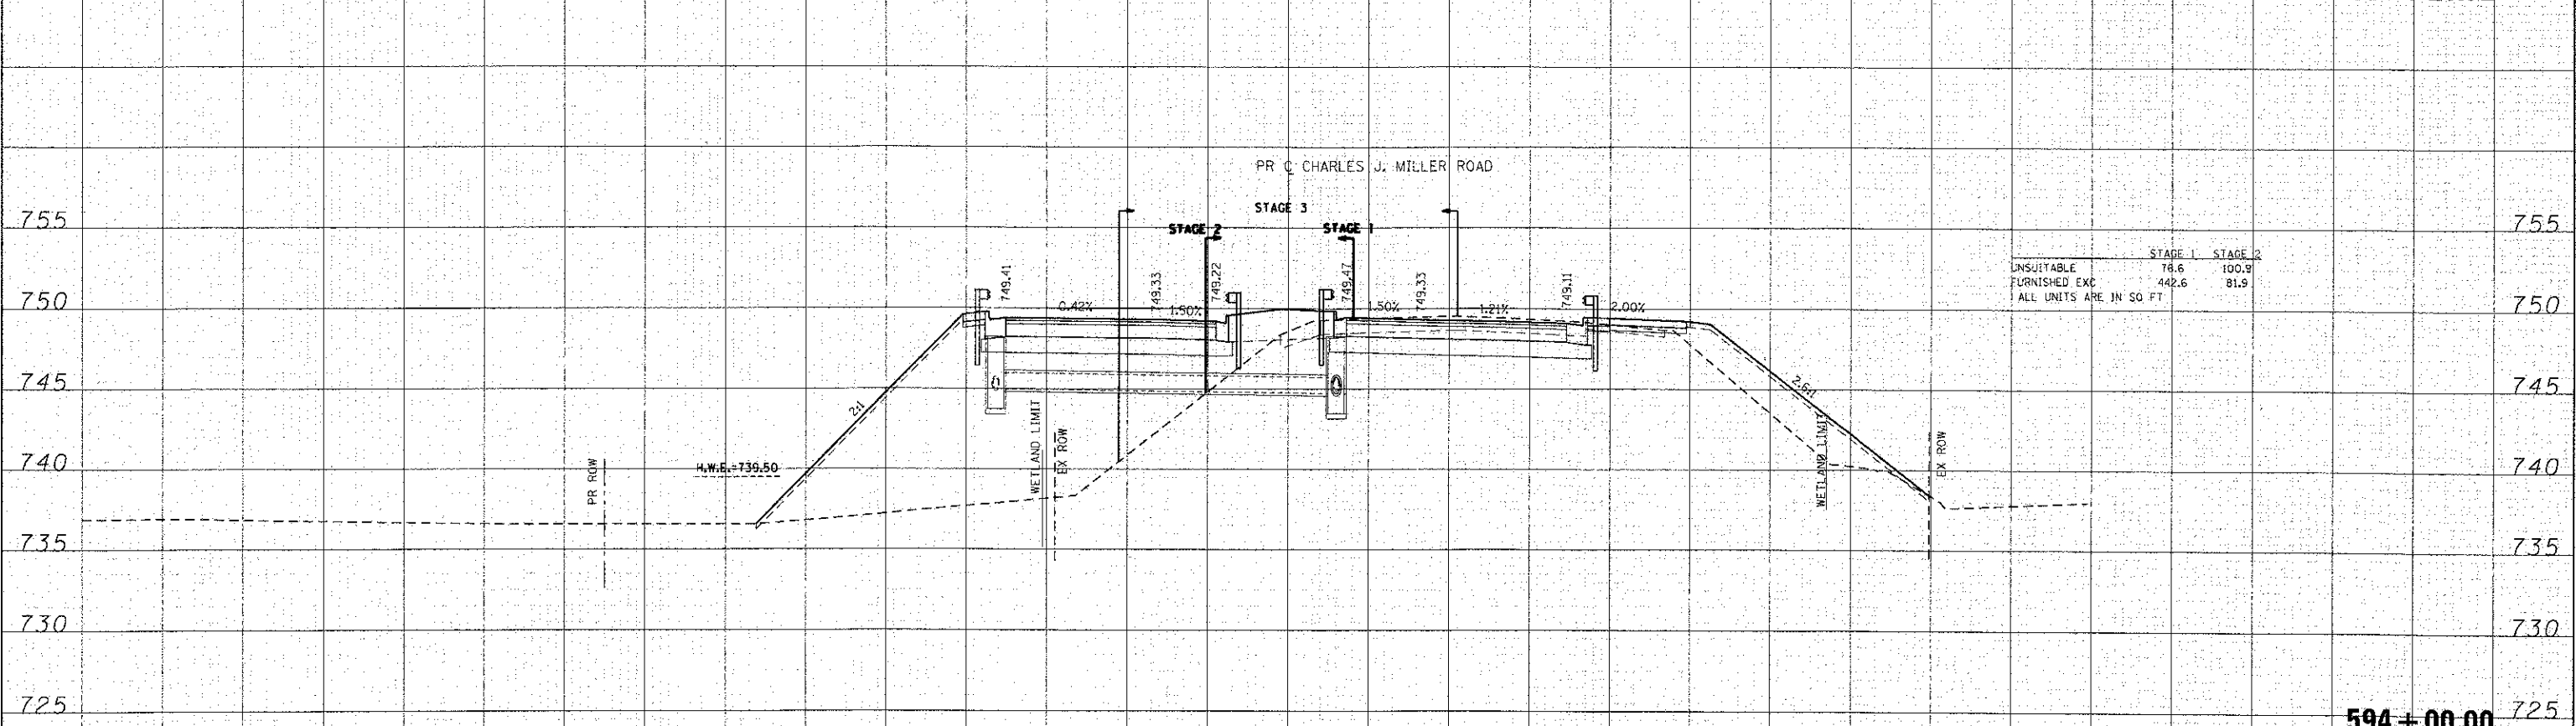 PR ℄ CHARLES J. MILLER ROAD
STAGE 3
STAGE 2
STAGE 1
755
755
STAGE 1 STAGE 2
UNSUITABLE 76.6 100.9
FURNISHED EXC 442.6 81.9
ALL UNITS ARE IN SQ FT
749.41
749.33
749.22
749.47
749.33
749.11
750
0.42%
1.50%
1.50%
1.21%
2.00%
750
745
2:1
2.6:1
745
740
PR ROW
H.W.E.=739.50
WETLAND LIMIT
EX ROW
WETLAND LIMIT
EX ROW
740
735
735
730
730
725
594+00.00
725